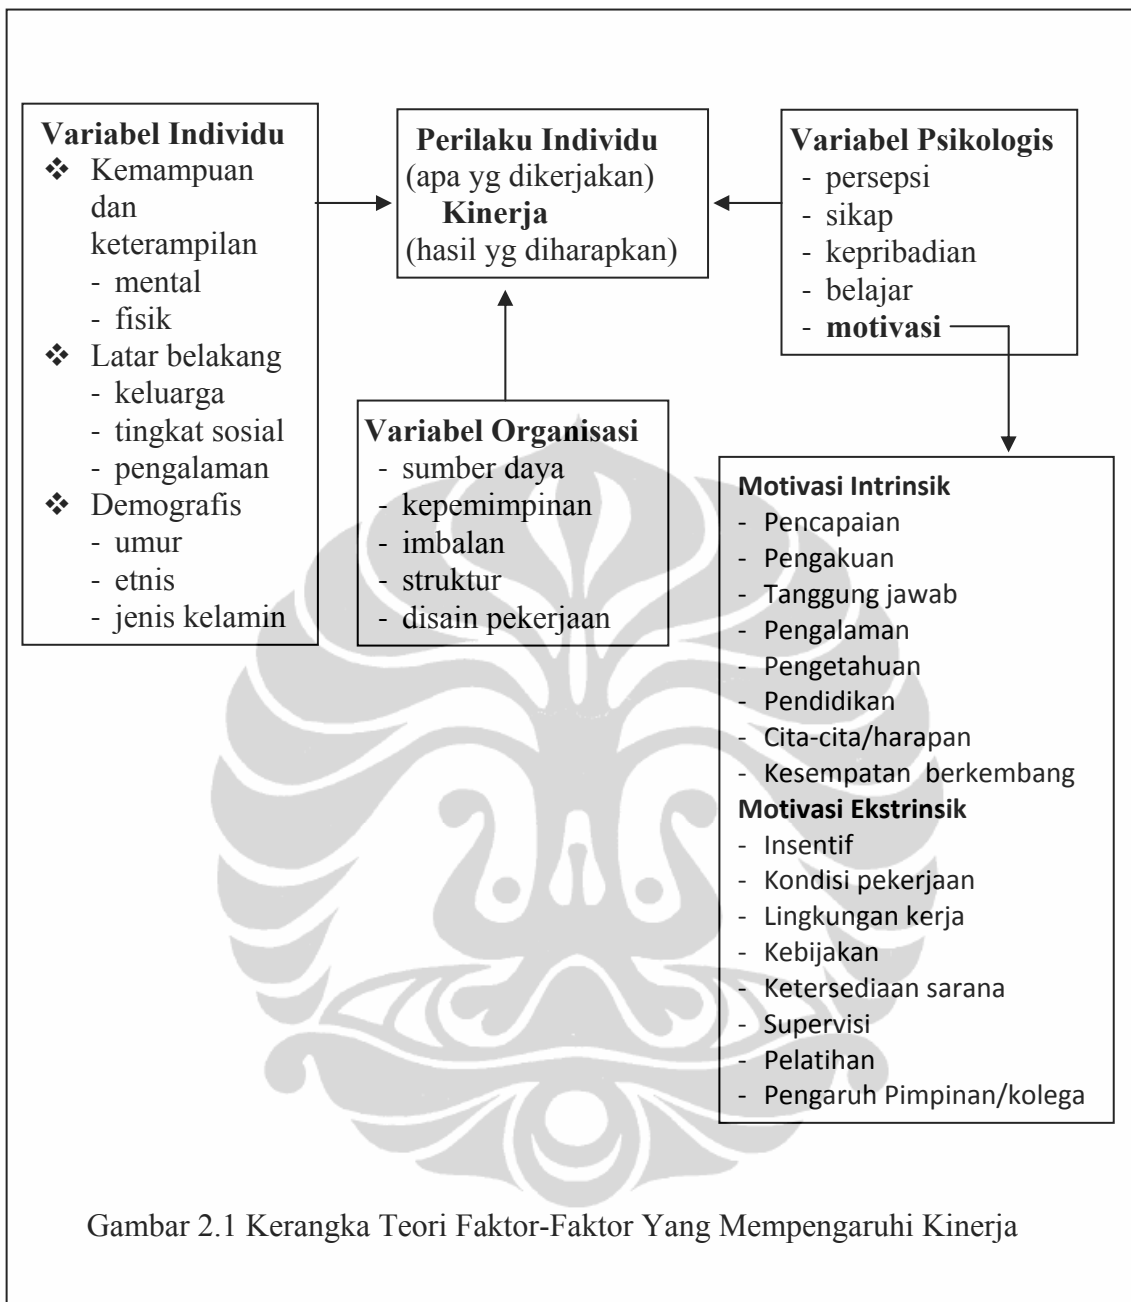 Variabel Individu
❖ Kemampuan
dan
keterampilan
- mental
- fisik
❖ Latar belakang
- keluarga
- tingkat sosial
- pengalaman
❖ Demografis
- umur
- etnis
- jenis kelamin
Perilaku Individu
(apa yg dikerjakan)
Kinerja
(hasil yg diharapkan)
Variabel Psikologis
- persepsi
- sikap
- kepribadian
- belajar
- motivasi
Variabel Organisasi
- sumber daya
- kepemimpinan
- imbalan
- struktur
- disain pekerjaan
Motivasi Intrinsik
- Pencapaian
- Pengakuan
- Tanggung jawab
- Pengalaman
- Pengetahuan
- Pendidikan
- Cita-cita/harapan
- Kesempatan berkembang
Motivasi Ekstrinsik
- Insentif
- Kondisi pekerjaan
- Lingkungan kerja
- Kebijakan
- Ketersediaan sarana
- Supervisi
- Pelatihan
- Pengaruh Pimpinan/kolega
Gambar 2.1 Kerangka Teori Faktor-Faktor Yang Mempengaruhi Kinerja